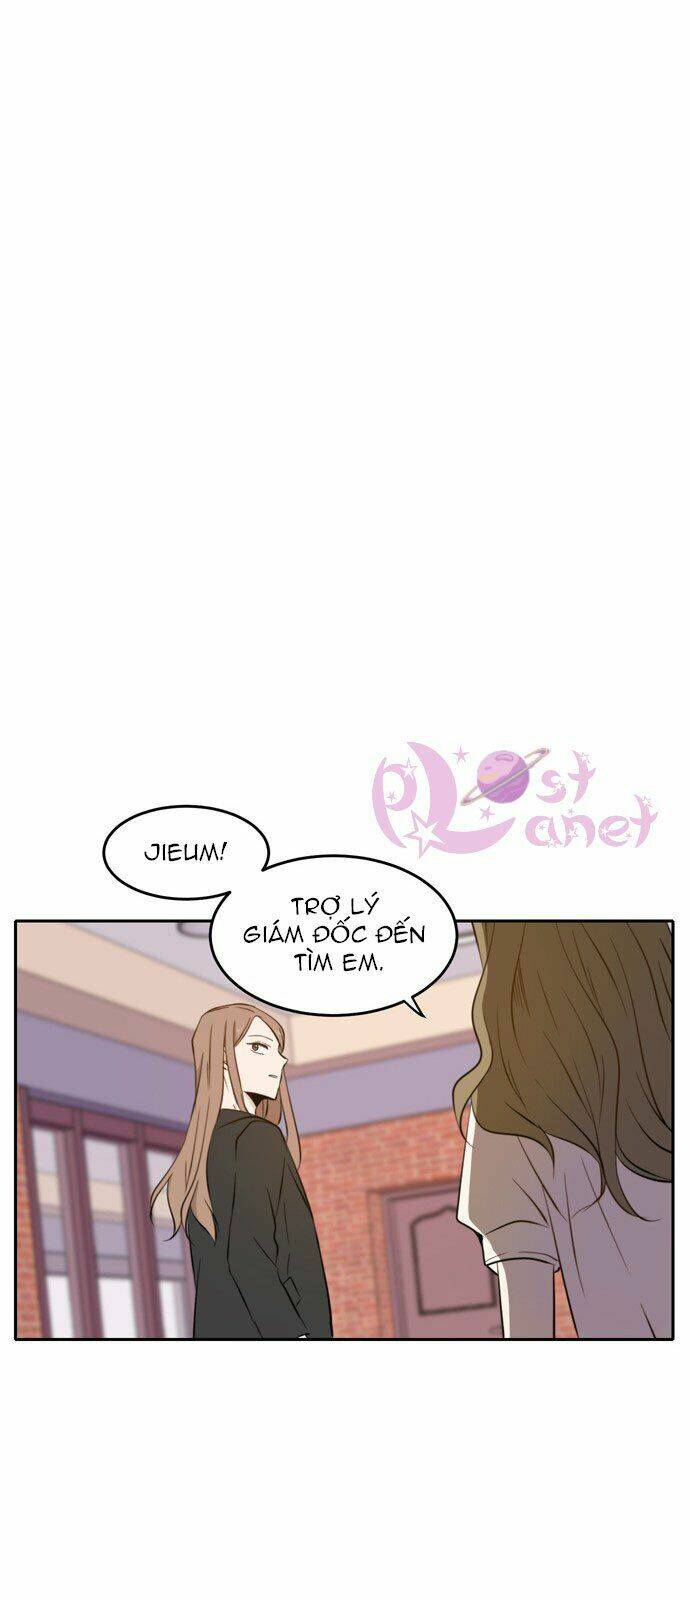 Lost
Planet
JIEUM!
TRỢ LÝ
GIÁM ĐỐC ĐẾN
TÌM EM.